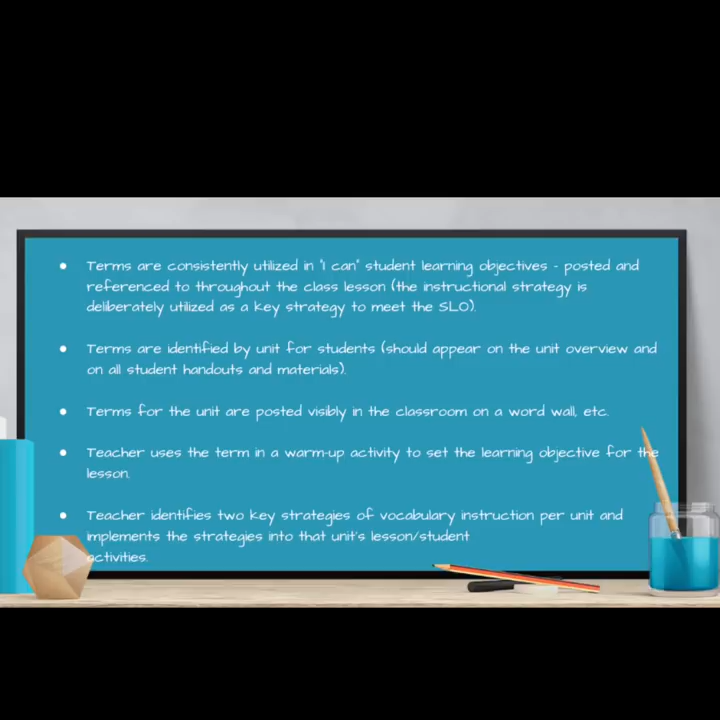 ● Terms are consistently utilized in "I can" student learning objectives - posted and
referenced to throughout the class lesson (the instructional strategy is
deliberately utilized as a key strategy to meet the SLO).
● Terms are identified by unit for students (should appear on the unit overview and
on all student handouts and materials).
● Terms for the unit are posted visibly in the classroom on a word wall, etc.
● Teacher uses the term in a warm-up activity to set the learning objective for the
lesson.
● Teacher identifies two key strategies of vocabulary instruction per unit and
implements the strategies into that unit's lesson/student
activities.